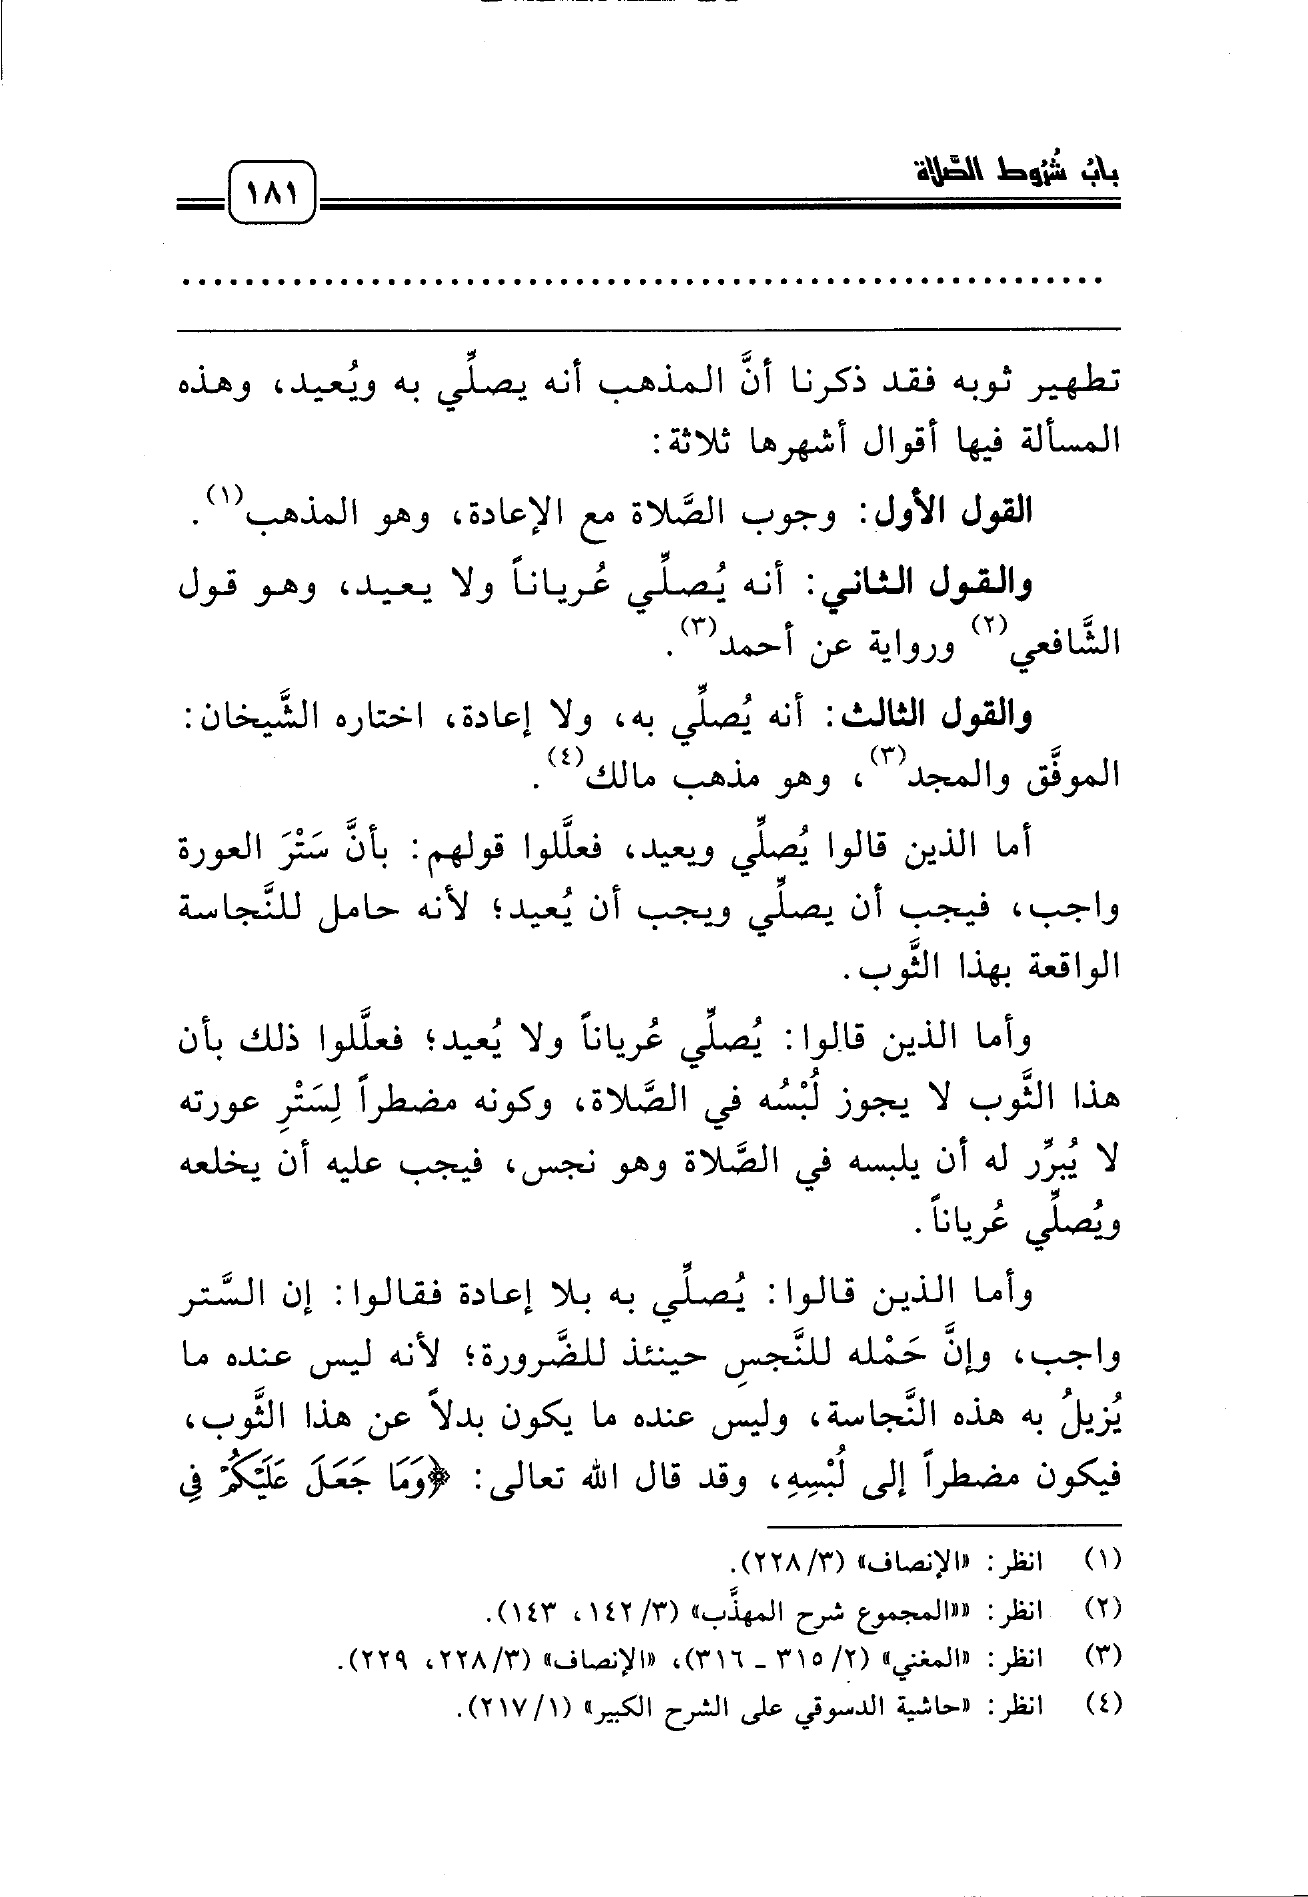 بابُ شُرُوط الصَّلاة
١٨١
تطهير ثوبه فقد ذكرنا أنَّ المذهب أنه يصلِّي به ويُعيد، وهذه
المسألة فيها أقوال أشهرها ثلاثة:
القول الأول: وجوب الصَّلاة مع الإعادة، وهو المذهب(١).
والقول الثاني: أنه يُصلِّي عُرياناً ولا يعيد، وهو قول
الشَّافعي(٢) ورواية عن أحمد(٣).
والقول الثالث: أنه يُصلِّي به، ولا إعادة، اختاره الشَّيخان:
الموفَّق والمجد(٣)، وهو مذهب مالك(٤).
أما الذين قالوا يُصلِّي ويعيد، فعلَّلوا قولهم: بأنَّ سَتْرَ العورة
واجب، فيجب أن يصلِّي ويجب أن يُعيد؛ لأنه حامل للنَّجاسة
الواقعة بهذا الثَّوب.
وأما الذين قالوا: يُصلِّي عُرياناً ولا يُعيد؛ فعلَّلوا ذلك بأن
هذا الثَّوب لا يجوز لُبْسُه في الصَّلاة، وكونه مضطراً لِسَتْرِ عورته
لا يُبرِّر له أن يلبسه في الصَّلاة وهو نجس، فيجب عليه أن يخلعه
ويُصلِّي عُرياناً.
وأما الذين قالوا: يُصلِّي به بلا إعادة فقالوا: إن السَّتر
واجب، وإنَّ حَمْله للنَّجسِ حينئذ للضَّرورة؛ لأنه ليس عنده ما
يُزيلُ به هذه النَّجاسة، وليس عنده ما يكون بدلاً عن هذا الثَّوب،
فيكون مضطراً إلى لُبْسِهِ، وقد قال الله تعالى: ﴿وَمَا جَعَلَ عَلَيْكُمْ فِي
(١) انظر: «الإنصاف» (٣/٢٢٨).
(٢) انظر: ««المجموع شرح المهذَّب» (٣/١٤٢، ١٤٣).
(٣) انظر: «المغني» (٢/٣١٥ ـ ٣١٦)، «الإنصاف» (٣/٢٢٨، ٢٢٩).
(٤) انظر: «حاشية الدسوقي على الشرح الكبير» (١/٢١٧).